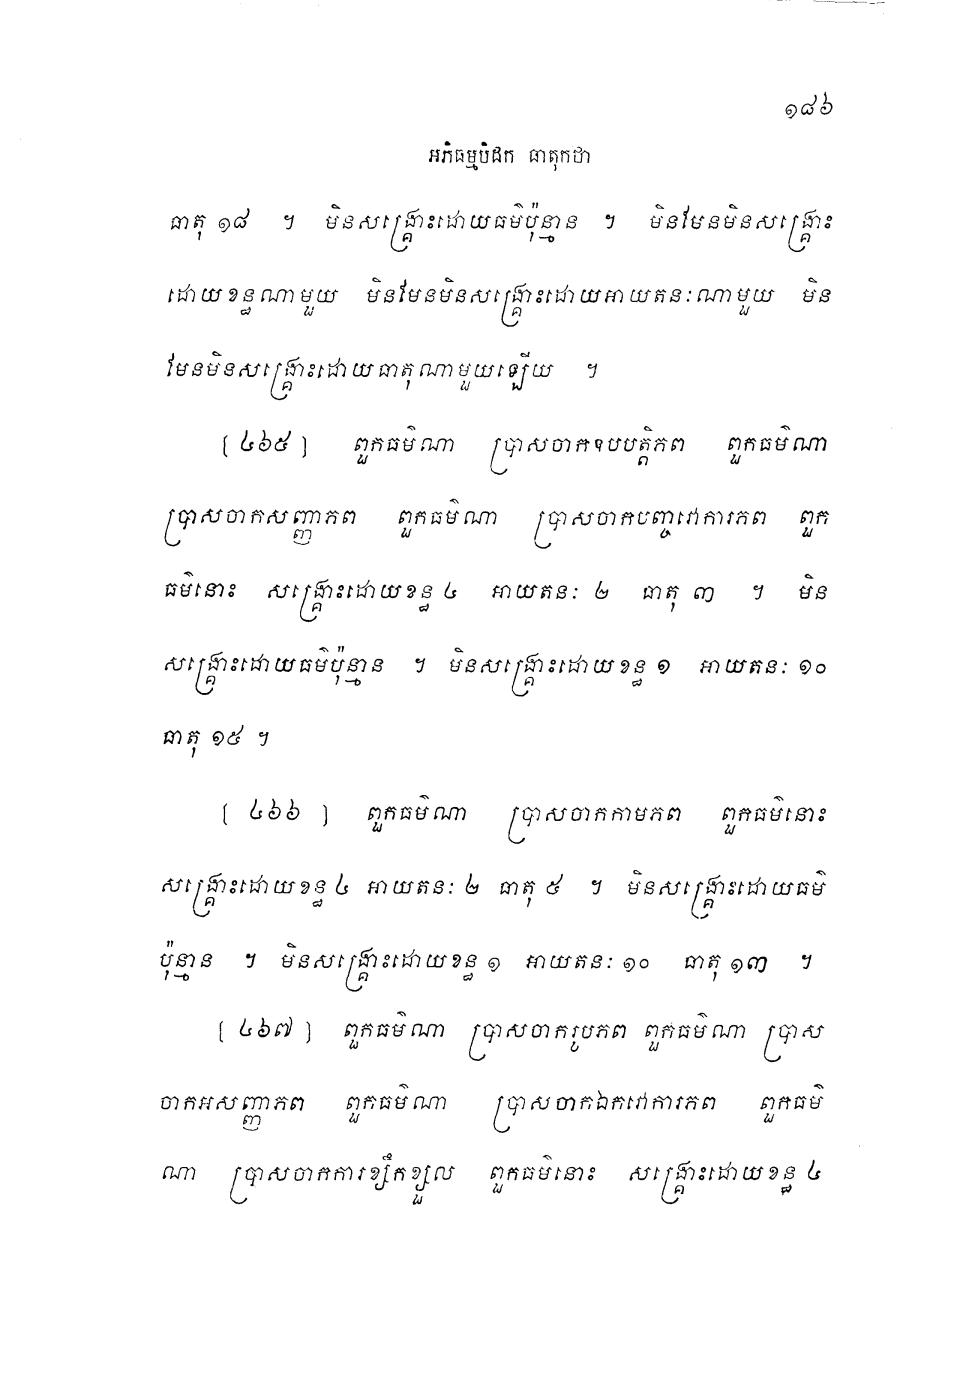 ១៨៦
អភិធម្មបិដក ធាតុកថា
ធាតុ ១៨ ។ មិនសង្គ្រោះដោយធម៌ប៉ុន្មាន ។ មិនមែនមិនសង្គ្រោះ
ដោយខន្ធណាមួយ មិនមែនមិនសង្គ្រោះដោយអាយតនៈណាមួយ មិន
មែនមិនសង្គ្រោះដោយធាតុណាមួយឡើយ ។
[ ៤៦៥ ] ពួកធម៌ណា ប្រាសចាកឧបបត្តិភព ពួកធម៌ណា
ប្រាសចាកសញ្ញាភព ពួកធម៌ណា ប្រាសចាកបញ្ចវោការភព ពួក
ធម៌នោះ សង្គ្រោះដោយខន្ធ ៤ អាយតនៈ ២ ធាតុ ៣ ។ មិន
សង្គ្រោះដោយធម៌ប៉ុន្មាន ។ មិនសង្គ្រោះដោយខន្ធ ១ អាយតនៈ ១០
ធាតុ ១៥ ។
[ ៤៦៦ ] ពួកធម៌ណា ប្រាសចាកកាមភព ពួកធម៌នោះ
សង្គ្រោះដោយខន្ធ ៤ អាយតនៈ ២ ធាតុ ៥ ។ មិនសង្គ្រោះដោយធម៌
ប៉ុន្មាន ។ មិនសង្គ្រោះដោយខន្ធ ១ អាយតនៈ ១០ ធាតុ ១៣ ។
[ ៤៦៧ ] ពួកធម៌ណា ប្រាសចាករូបភព ពួកធម៌ណា ប្រាស
ចាកអសញ្ញាភព ពួកធម៌ណា ប្រាសចាកឯកវោការភព ពួកធម៌
ណា ប្រាសចាកការខ្សឹកខ្សួល ពួកធម៌នោះ សង្គ្រោះដោយខន្ធ ៤